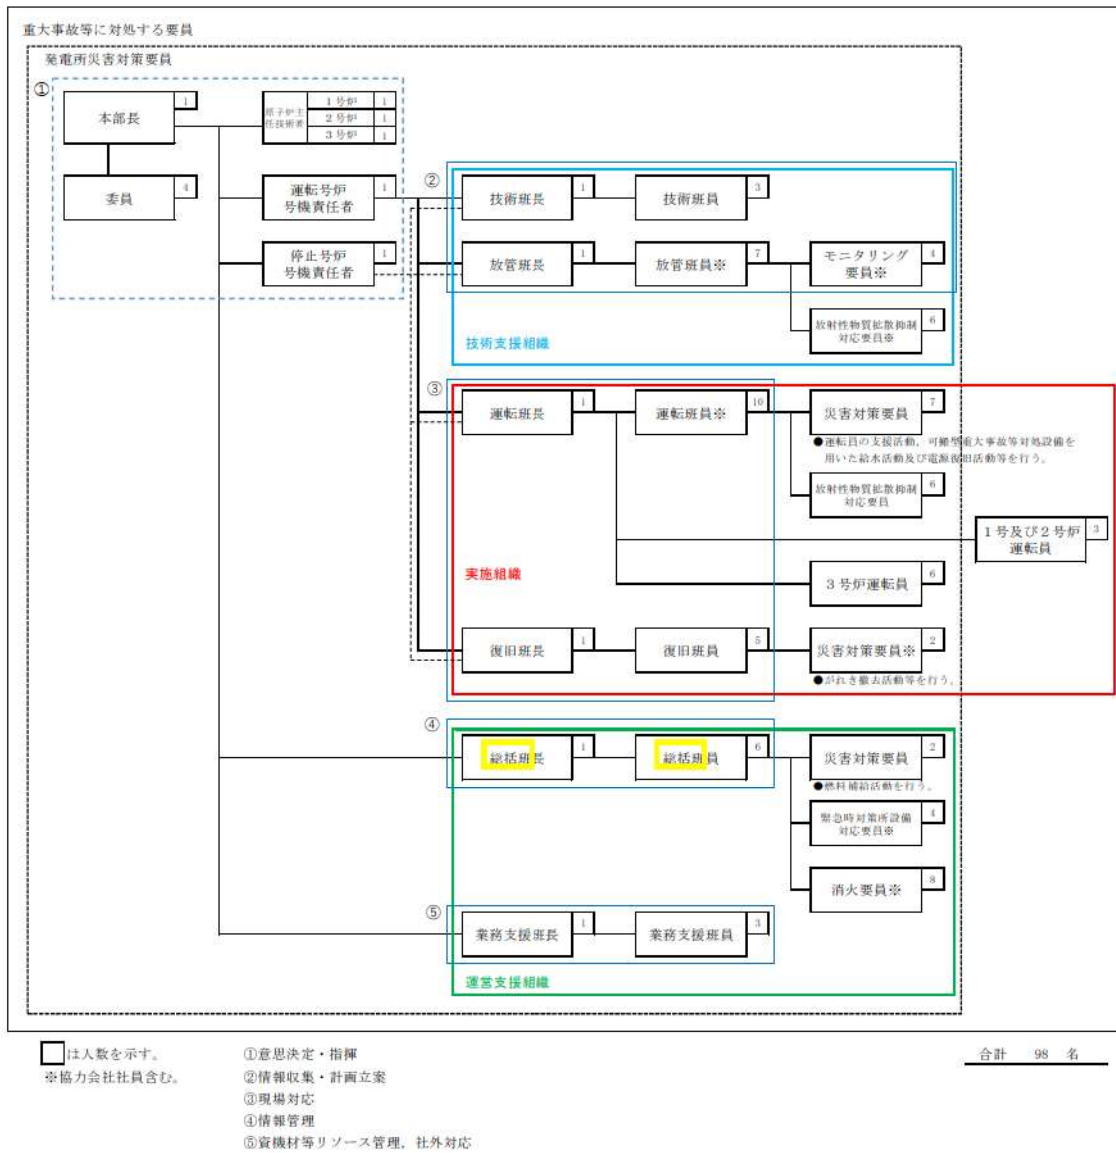 重大事故等に対処する要員
発電所災害対策要員
①
本部長
1
原子炉主
任技術者
1号炉
1
2号炉
1
3号炉
1
委員
4
運転号炉
号機責任者
1
停止号炉
号機責任者
1
②
技術班長
1
技術班員
3
放管班長
1
放管班員※
7
モニタリング
要員※
4
放射性物質拡散抑制
対応要員※
6
技術支援組織
③
運転班長
1
運転班員※
10
災害対策要員
7
●運転員の支援活動，可搬型重大事故等対処設備を
用いた給水活動及び電源復旧活動等を行う。
放射性物質拡散抑制
対応要員
6
1号及び2号炉
運転員
3
実施組織
3号炉運転員
6
復旧班長
1
復旧班員
5
災害対策要員※
2
●がれき撤去活動等を行う。
④
総括班長
1
総括班員
6
災害対策要員
2
●燃料補給活動を行う。
緊急時対策所設備
対応要員※
4
消火要員※
8
⑤
業務支援班長
1
業務支援班員
3
運営支援組織
は人数を示す。
※協力会社社員含む。
①意思決定・指揮
②情報収集・計画立案
③現場対応
④情報管理
⑤資機材等リソース管理，社外対応
合計 98 名